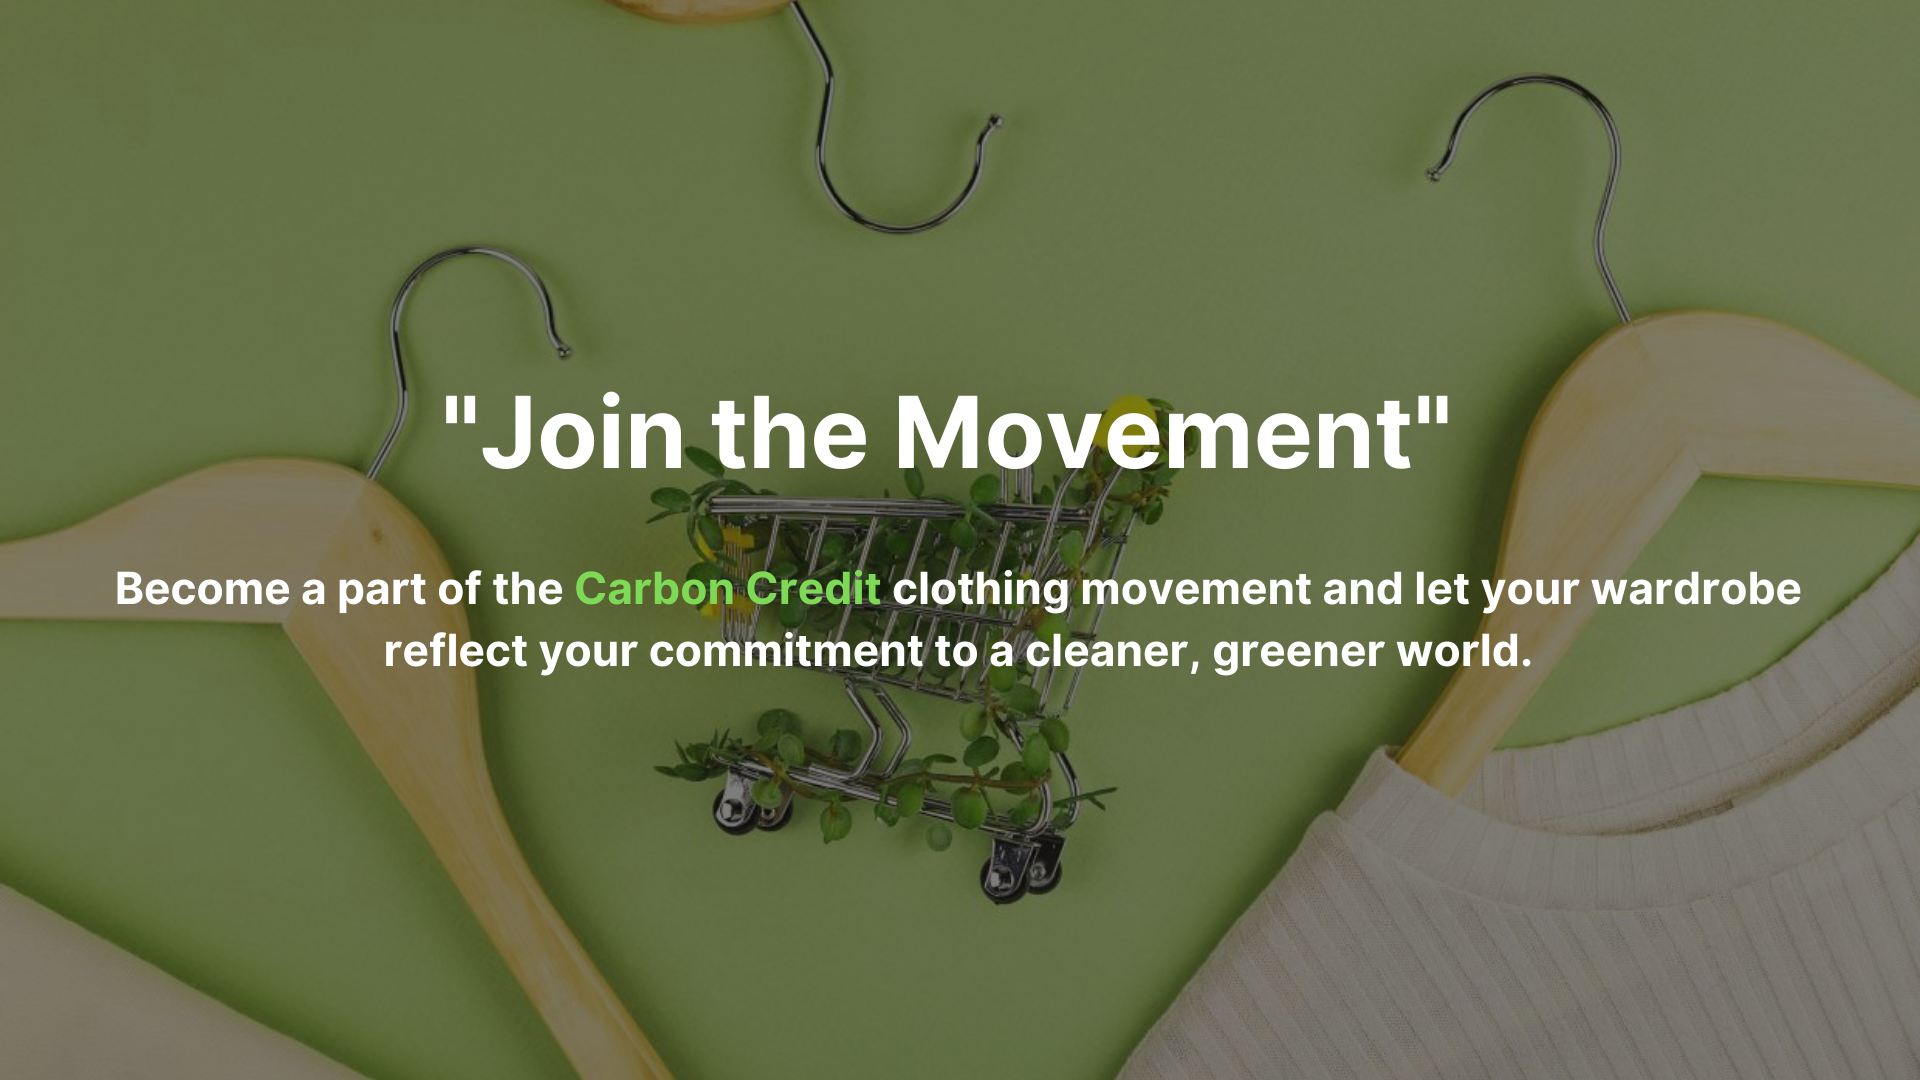 "Join the Movement"
Become a part of the Carbon Credit clothing movement and let your wardrobe
reflect your commitment to a cleaner, greener world.